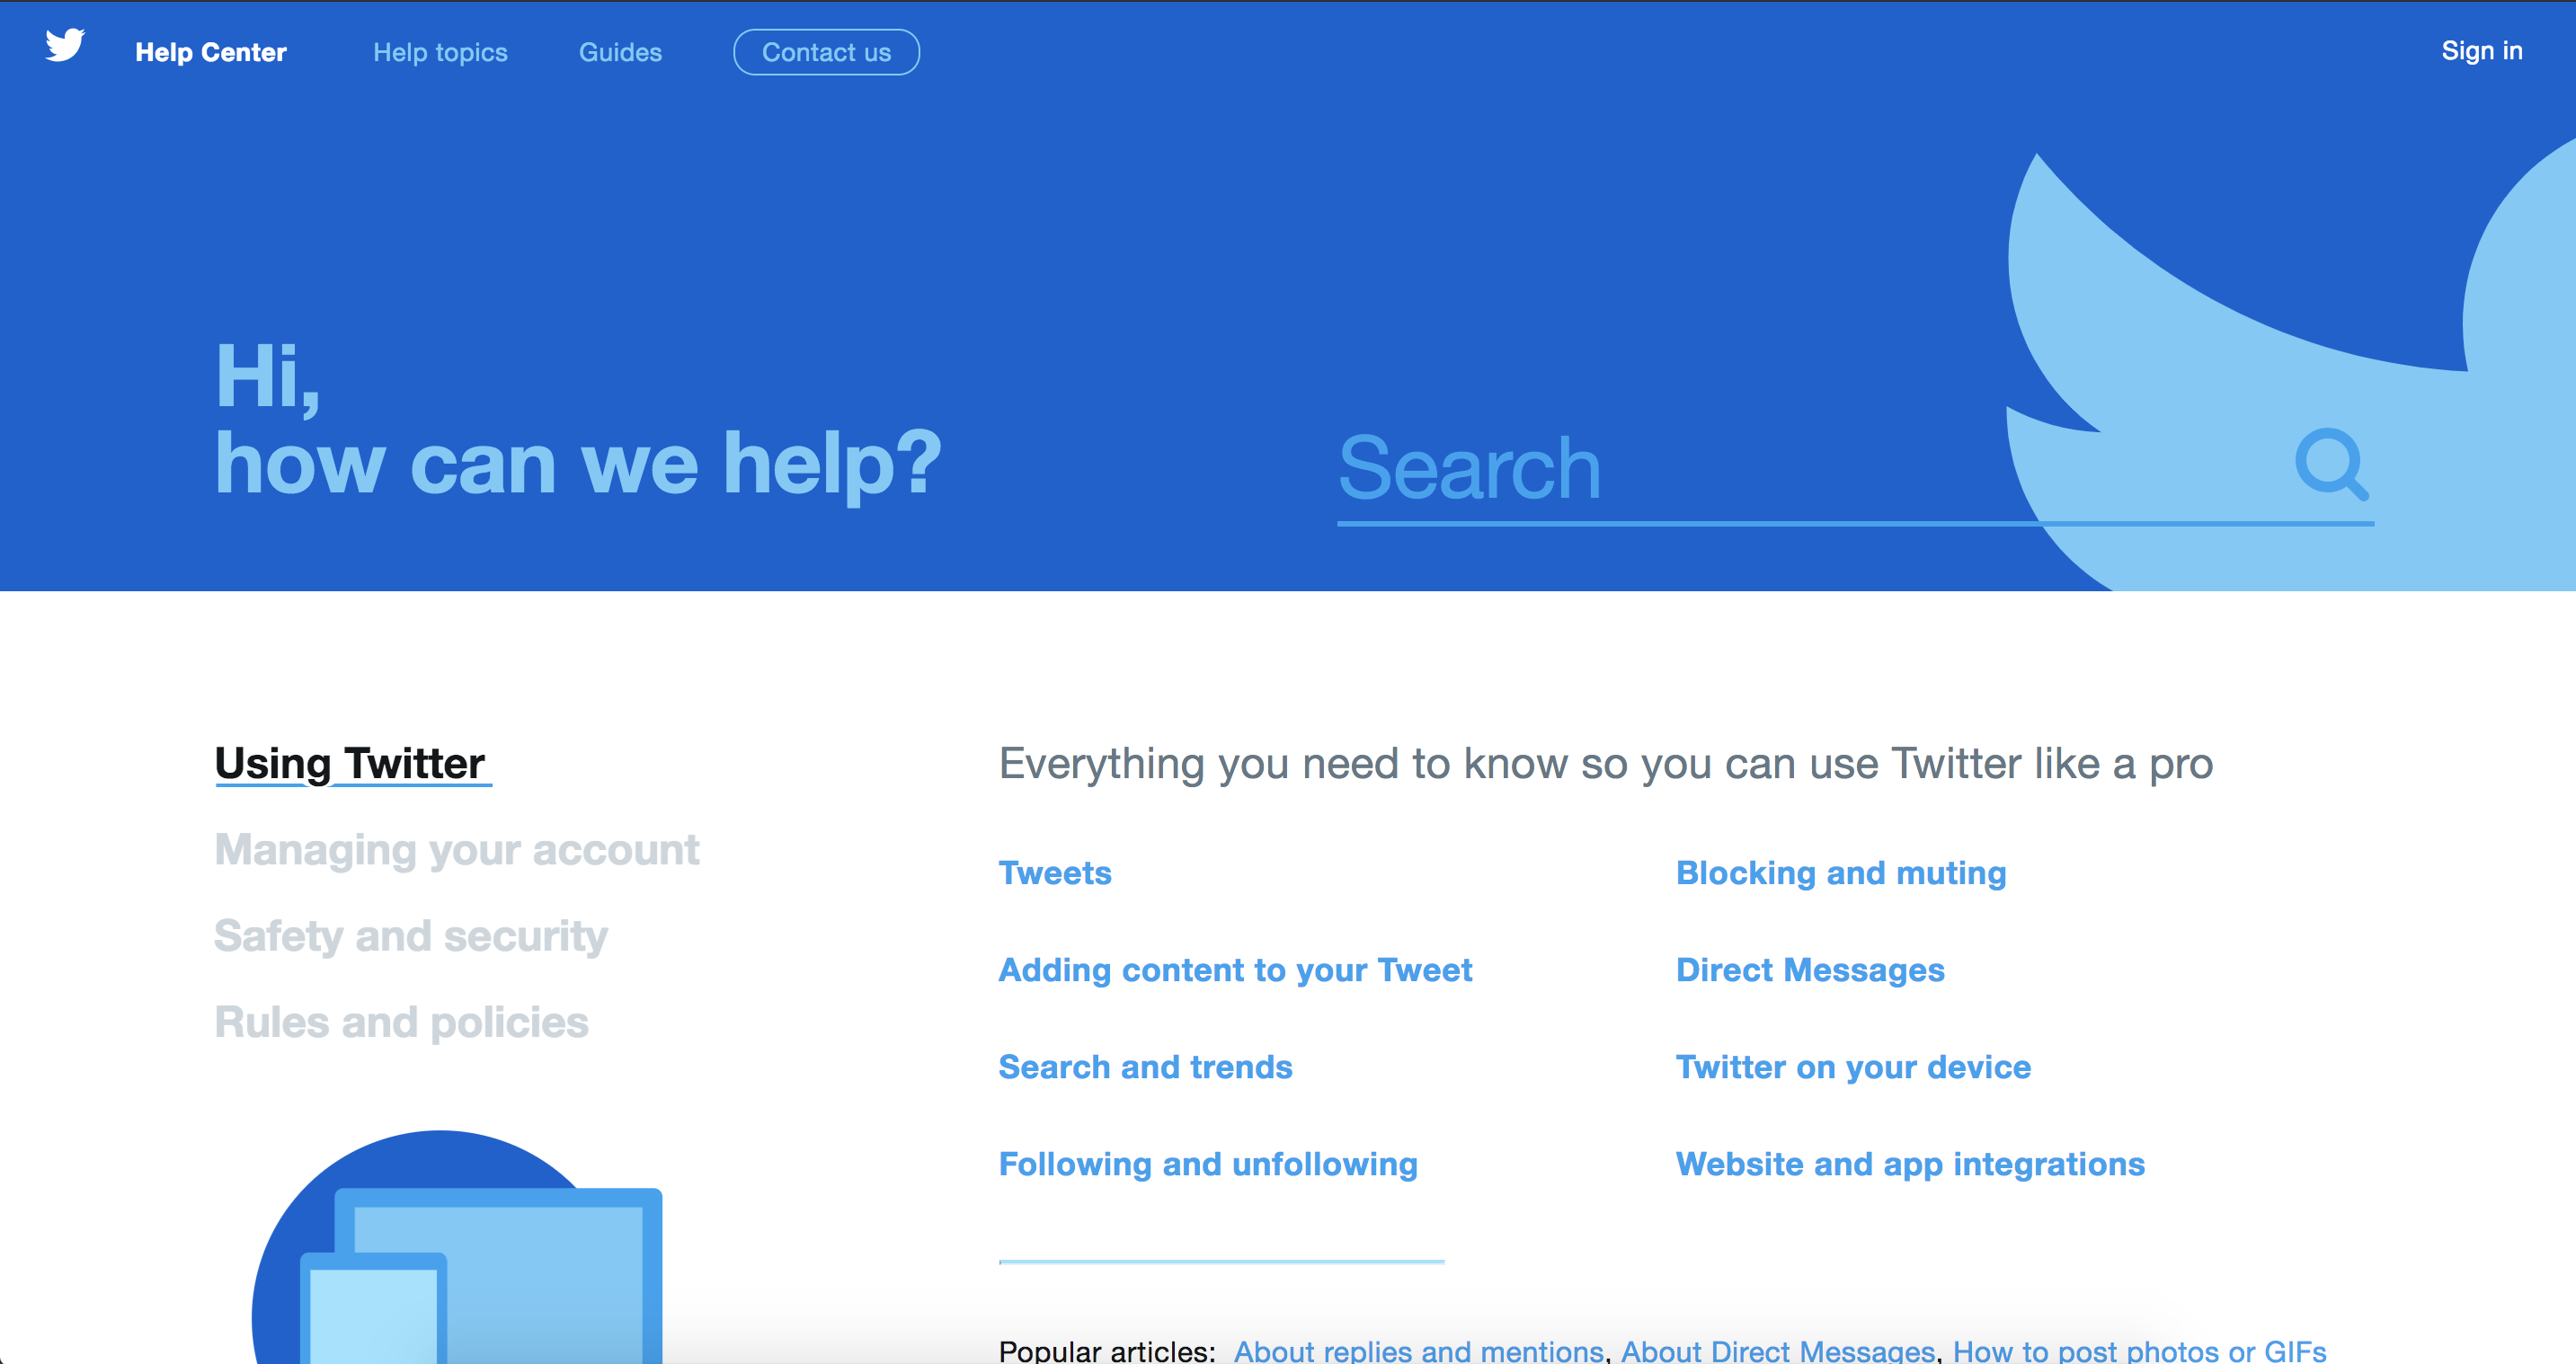 Help Center
Help topics
Guides
Contact us
Sign in
Hi,
how can we help?
Search
Using Twitter
Managing your account
Safety and security
Rules and policies
Everything you need to know so you can use Twitter like a pro
Tweets
Blocking and muting
Adding content to your Tweet
Direct Messages
Search and trends
Twitter on your device
Following and unfollowing
Website and app integrations
Popular articles: About replies and mentions, About Direct Messages, How to post photos or GIFs